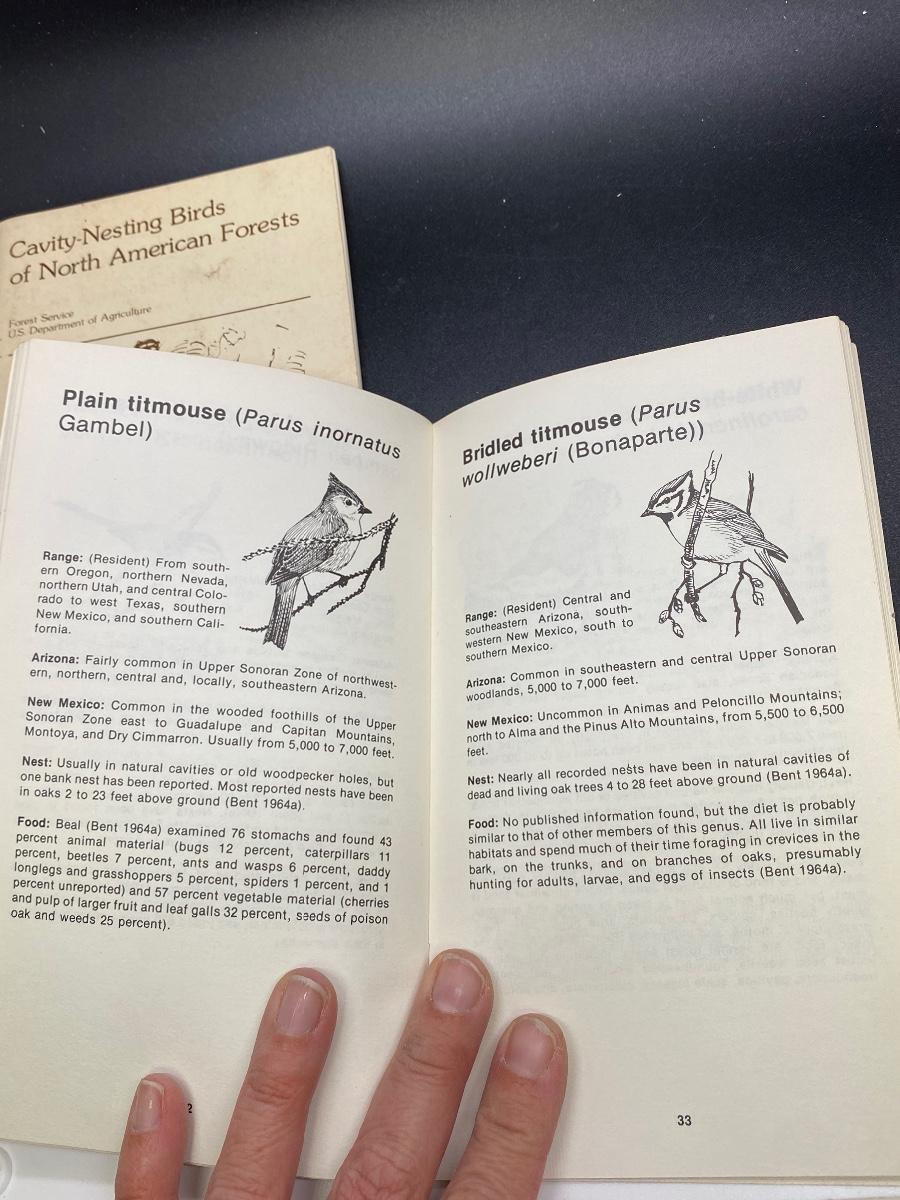 Cavity-Nesting Birds
of North American Forests
Forest Service
U.S. Department of Agriculture
Plain titmouse (Parus inornatus
Gambel)
Range: (Resident) From south-
ern Oregon, northern Nevada,
northern Utah, and central Colo-
rado to west Texas, southern
New Mexico, and southern Cali-
fornia.
Arizona: Fairly common in Upper Sonoran Zone of northwest-
ern, northern, central and, locally, southeastern Arizona.
New Mexico: Common in the wooded foothills of the Upper
Sonoran Zone east to Guadalupe and Capitan Mountains,
Montoya, and Dry Cimmarron. Usually from 5,000 to 7,000 feet.
Nest: Usually in natural cavities or old woodpecker holes, but
one bank nest has been reported. Most reported nests have been
in oaks 2 to 23 feet above ground (Bent 1964a).
Food: Beal (Bent 1964a) examined 76 stomachs and found 43
percent animal material (bugs 12 percent, caterpillars 11
percent, beetles 7 percent, ants and wasps 6 percent, daddy
longlegs and grasshoppers 5 percent, spiders 1 percent, and 1
percent unreported) and 57 percent vegetable material (cherries
and pulp of larger fruit and leaf galls 32 percent, seeds of poison
oak and weeds 25 percent).
2
Bridled titmouse (Parus
wollweberi (Bonaparte))
Range: (Resident) Central and
southeastern Arizona, south-
western New Mexico, south to
southern Mexico.
Arizona: Common in southeastern and central Upper Sonoran
woodlands, 5,000 to 7,000 feet.
New Mexico: Uncommon in Animas and Peloncillo Mountains;
north to Alma and the Pinus Alto Mountains, from 5,500 to 6,500
feet.
Nest: Nearly all recorded nests have been in natural cavities of
dead and living oak trees 4 to 28 feet above ground (Bent 1964a).
Food: No published information found, but the diet is probably
similar to that of other members of this genus. All live in similar
habitats and spend much of their time foraging in crevices in the
bark, on the trunks, and on branches of oaks, presumably
hunting for adults, larvae, and eggs of insects (Bent 1964a).
33